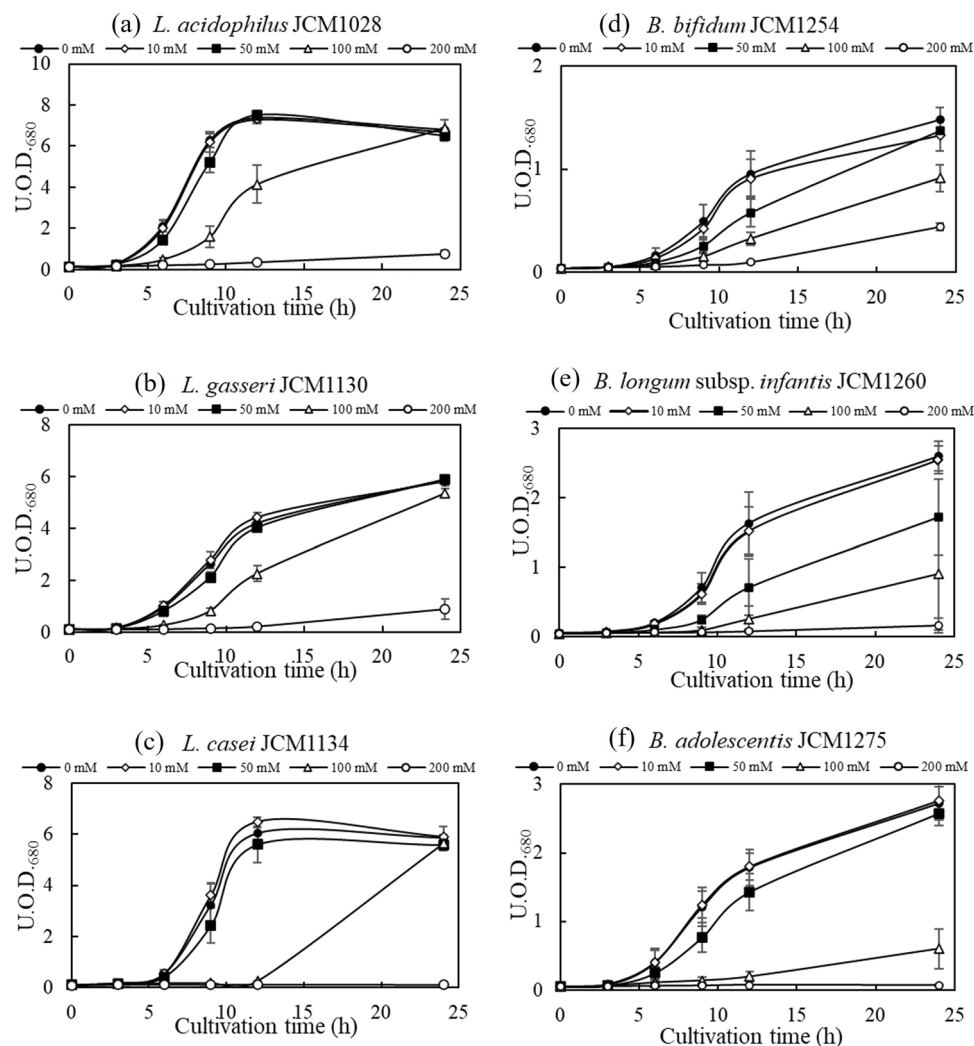 (a) L. acidophilus JCM1028
0 mM 10 mM 50 mM 100 mM 200 mM
10
8
6
4
2
0
U.O.D.680
0 5 10 15 20 25
Cultivation time (h)
(b) L. gasseri JCM1130
0 mM 10 mM 50 mM 100 mM 200 mM
8
6
4
2
0
U.O.D.680
0 5 10 15 20 25
Cultivation time (h)
(c) L. casei JCM1134
0 mM 10 mM 50 mM 100 mM 200 mM
8
6
4
2
0
U.O.D.680
0 5 10 15 20 25
Cultivation time (h)
(d) B. bifidum JCM1254
0 mM 10 mM 50 mM 100 mM 200 mM
2
1
0
U.O.D.680
0 5 10 15 20 25
Cultivation time (h)
(e) B. longum subsp. infantis JCM1260
0 mM 10 mM 50 mM 100 mM 200 mM
3
2
1
0
U.O.D.680
0 5 10 15 20 25
Cultivation time (h)
(f) B. adolescentis JCM1275
0 mM 10 mM 50 mM 100 mM 200 mM
3
2
1
0
U.O.D.680
0 5 10 15 20 25
Cultivation time (h)